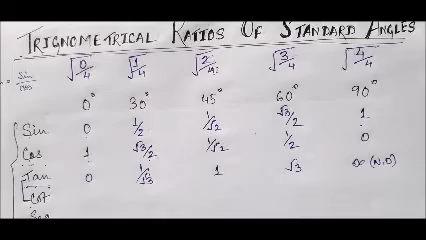 TRIGNOMETRICAL RATIOS OF STANDARD ANGLES
= Sin/Cos √0/4 √1/4 √2/4 √3/4 √4/4
0° 30° 45° 60° 90°
Sin 0 1/2 1/√2 √3/2 1
Cos 1 √3/2 1/√2 1/2 0
Tan 0 1/√3 1 √3 ∞ (N.D)
Cot